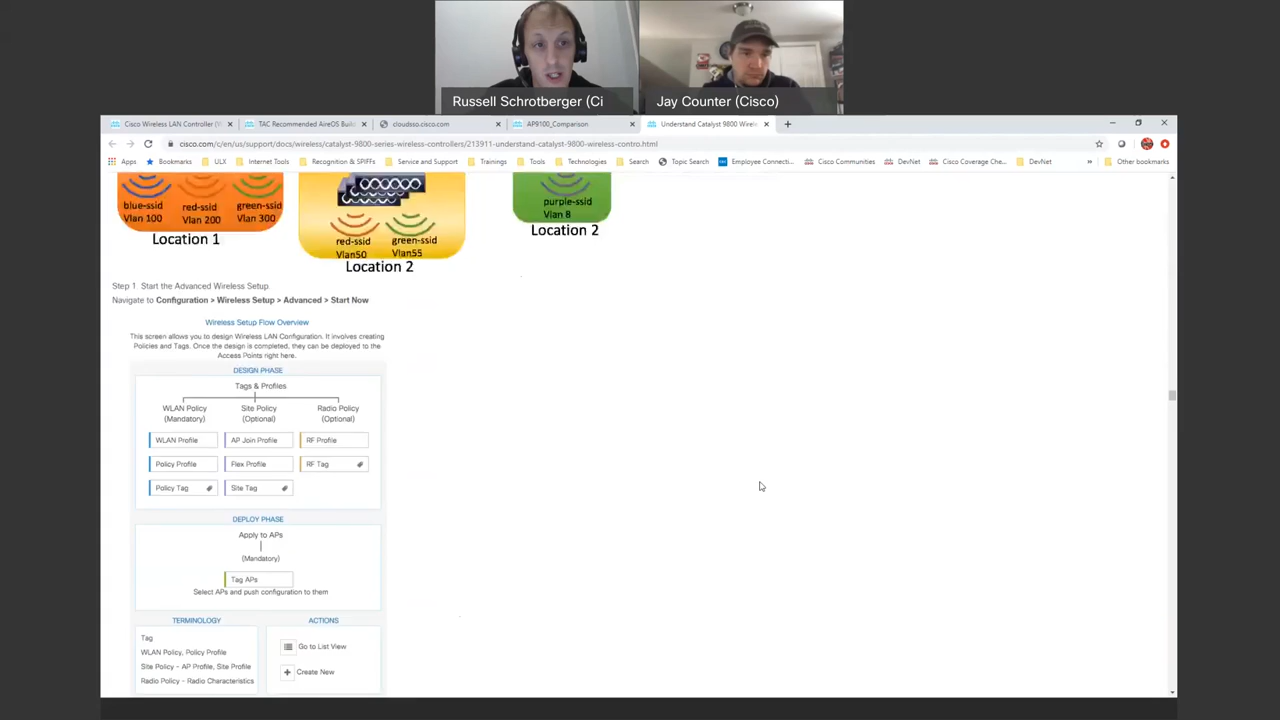 Russell Schrotberger (Ci
Jay Counter (Cisco)
Cisco Wireless LAN Controller (W
TAC Recommended AireOS Build
cloudsso.cisco.com
AP9100_Comparison
Understand Catalyst 9800 Wirele
cisco.com/c/en/us/support/docs/wireless/catalyst-9800-series-wireless-controllers/213911-understand-catalyst-9800-wireless-contro.html
Apps
Bookmarks
ULX
Internet Tools
Recognition & SPIFFS
Service and Support
Trainings
Tools
Technologies
Search
Topic Search
Employee Connecti...
Cisco Communities
DevNet
Cisco Coverage Che...
DevNet
Other bookmarks
blue-ssid
Vlan 100
red-ssid
Vlan 200
green-ssid
Vlan 300
Location 1
red-ssid
Vlan50
green-ssid
Vlan55
Location 2
purple-ssid
Vlan 8
Location 2
Step 1 Start the Advanced Wireless Setup
Navigate to Configuration > Wireless Setup > Advanced > Start Now
Wireless Setup Flow Overview
This screen allows you to design Wireless LAN Configuration. It involves creating
Policies and Tags. Once the design is completed, they can be deployed to the
Access Points right here.
DESIGN PHASE
Tags & Profiles
WLAN Policy
(Mandatory)
Site Policy
(Optional)
Radio Policy
(Optional)
WLAN Profile
AP Join Profile
RF Profile
Policy Profile
Flex Profile
RF Tag
Policy Tag
Site Tag
DEPLOY PHASE
Apply to APs
(Mandatory)
Tag APs
Select APs and push configuration to them
TERMINOLOGY
Tag
WLAN Policy, Policy Profile
Site Policy - AP Profile, Site Profile
Radio Policy - Radio Characteristics
ACTIONS
Go to List View
Create New